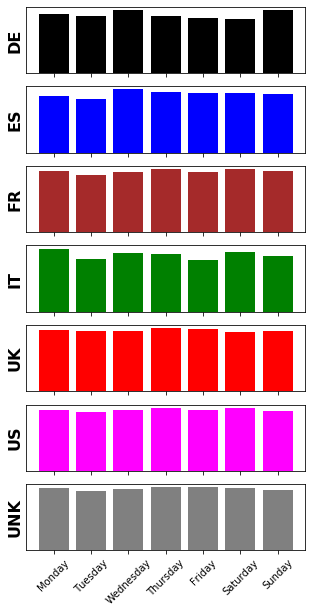 DE
ES
FR
IT
UK
US
UNK
Monday
Tuesday
Wednesday
Thursday
Friday
Saturday
Sunday